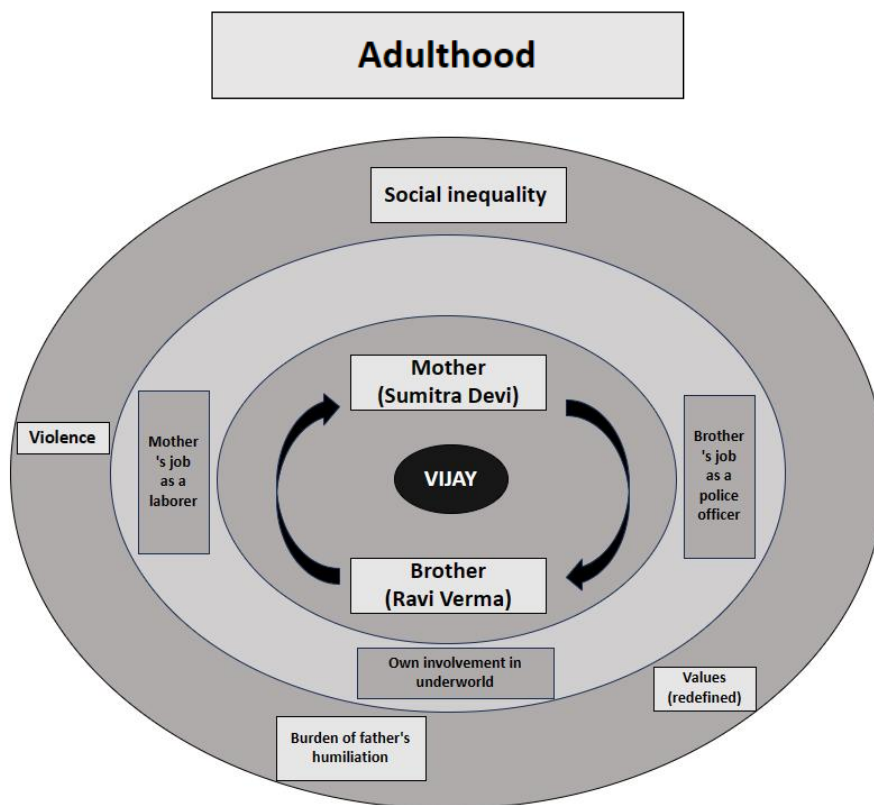 Adulthood
Social inequality
Mother
(Sumitra Devi)
Violence
Mother
's job
as a
laborer
VIJAY
Brother
's job
as a
police
officer
Brother
(Ravi Verma)
Own involvement in
underworld
Values
(redefined)
Burden of father's
humiliation